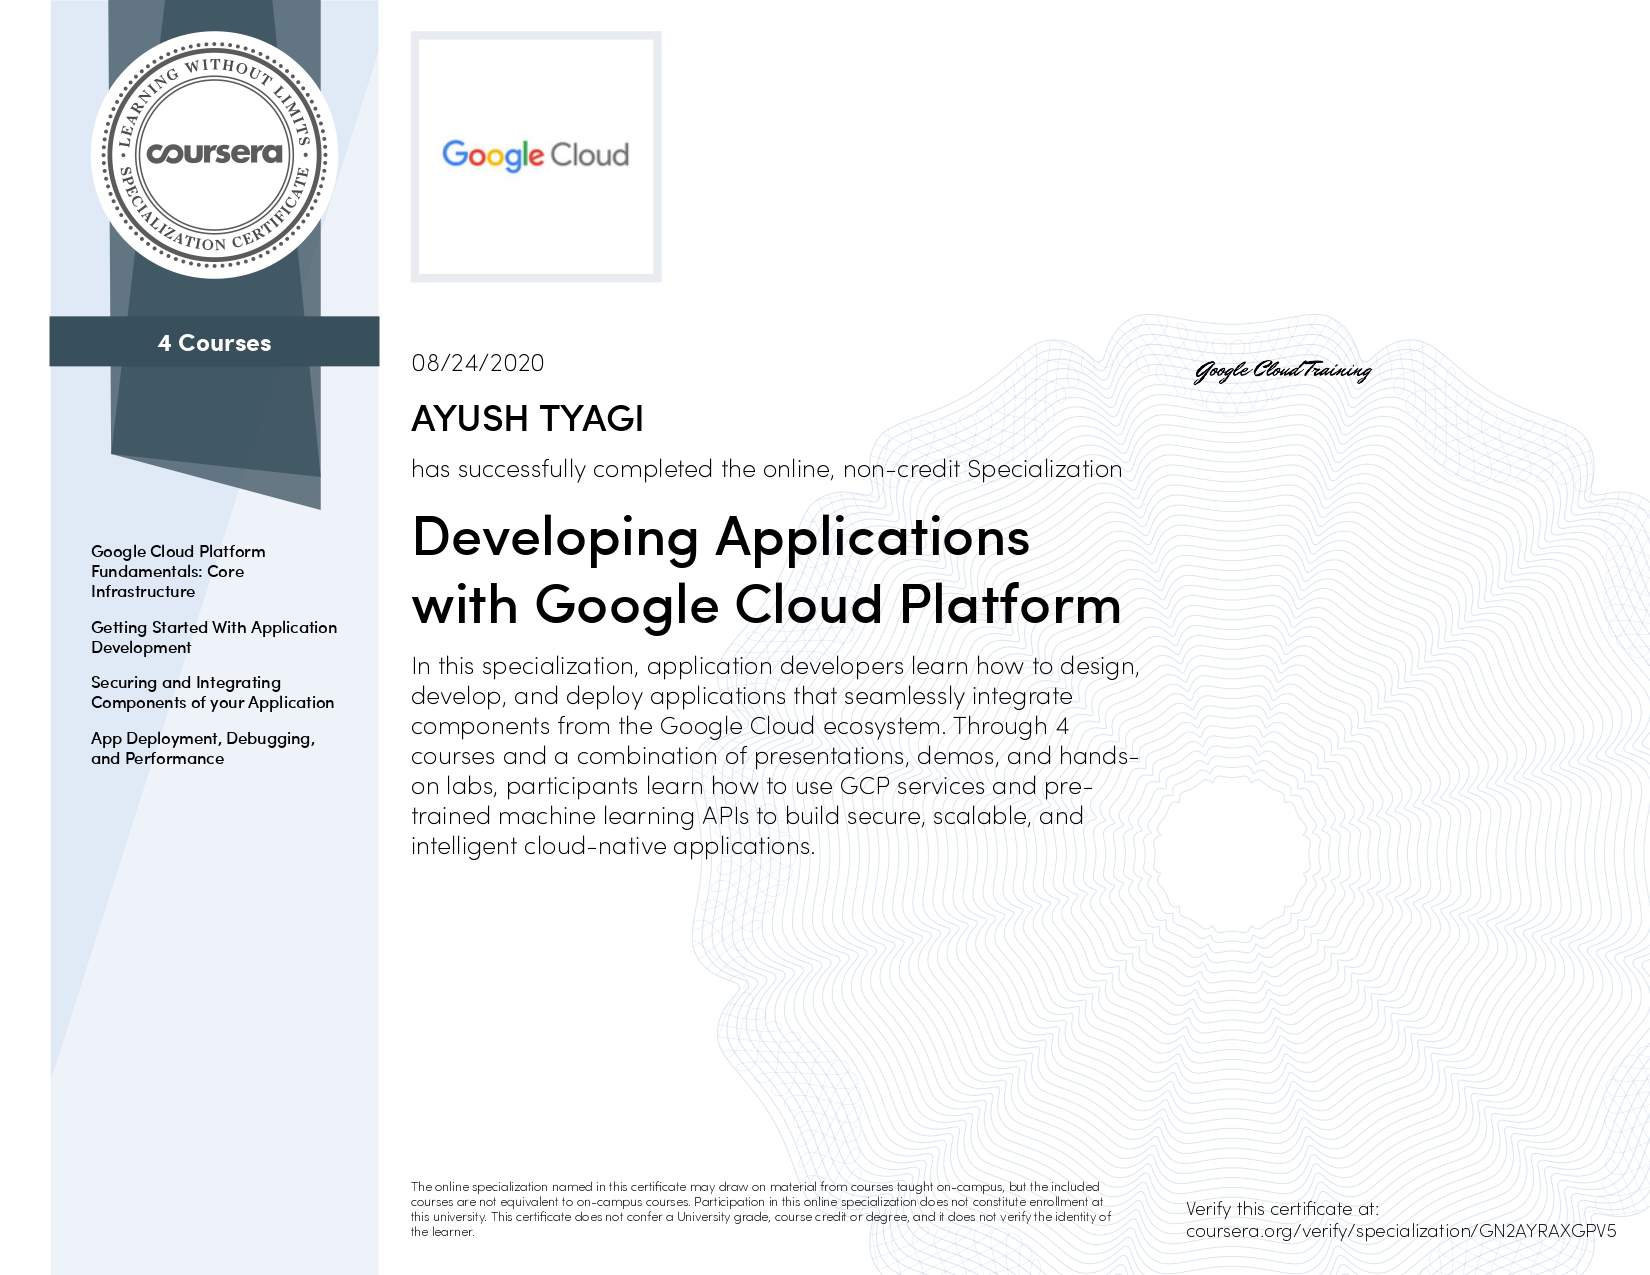 LEARNING WITHOUT LIMITS
coursera
SPECIALIZATION CERTIFICATE
4 Courses
Google Cloud Platform
Fundamentals: Core
Infrastructure
Getting Started With Application
Development
Securing and Integrating
Components of your Application
App Deployment, Debugging,
and Performance
Google Cloud
08/24/2020
Google Cloud Training
AYUSH TYAGI
has successfully completed the online, non-credit Specialization
Developing Applications
with Google Cloud Platform
In this specialization, application developers learn how to design,
develop, and deploy applications that seamlessly integrate
components from the Google Cloud ecosystem. Through 4
courses and a combination of presentations, demos, and hands-
on labs, participants learn how to use GCP services and pre-
trained machine learning APIs to build secure, scalable, and
intelligent cloud-native applications.
The online specialization named in this certificate may draw on material from courses taught on-campus, but the included
courses are not equivalent to on-campus courses. Participation in this online specialization does not constitute enrollment at
this university. This certificate does not confer a University grade, course credit or degree, and it does not verify the identity of
the learner.
Verify this certificate at:
coursera.org/verify/specialization/GN2AYRAXGPV5